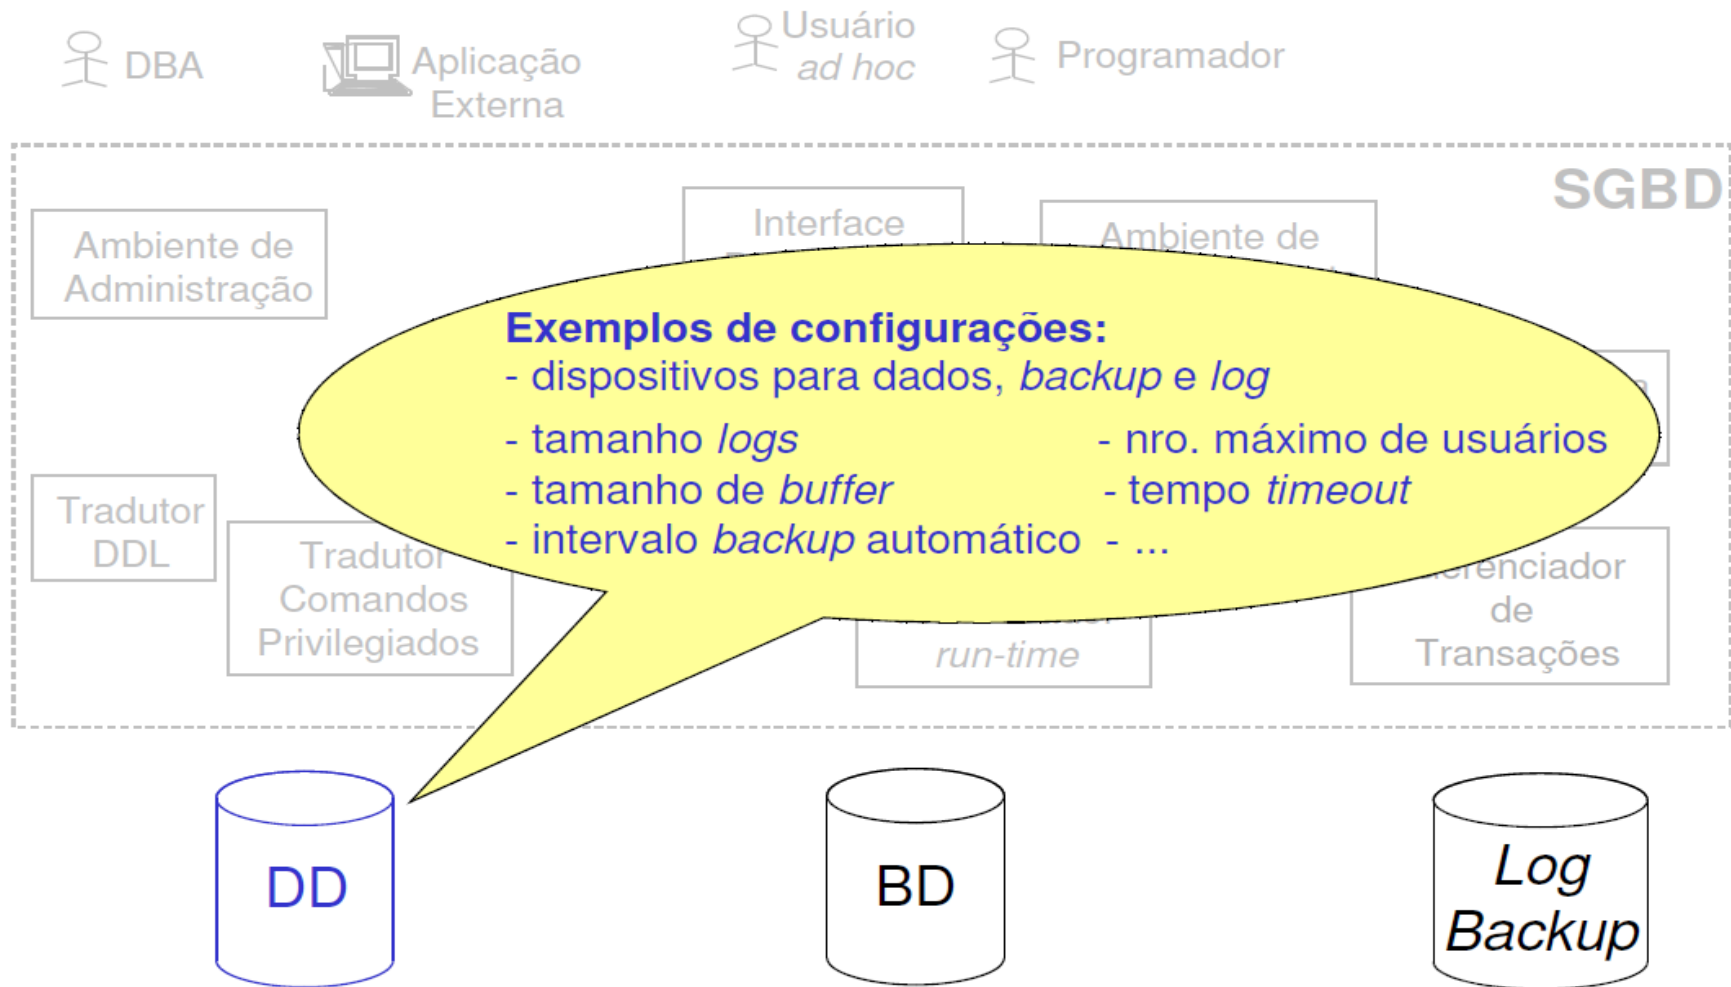 DBA
Aplicação
Externa
Usuário
ad hoc
Programador
SGBD
Ambiente de
Administração
Interface
Ambiente de
Exemplos de configurações:
- dispositivos para dados, backup e log
- tamanho logs
- nro. máximo de usuários
- tamanho de buffer
- tempo timeout
- intervalo backup automático
- ...
Tradutor
DDL
Tradutor
Comandos
Privilegiados
run-time
de
Transações
DD
BD
Log
Backup